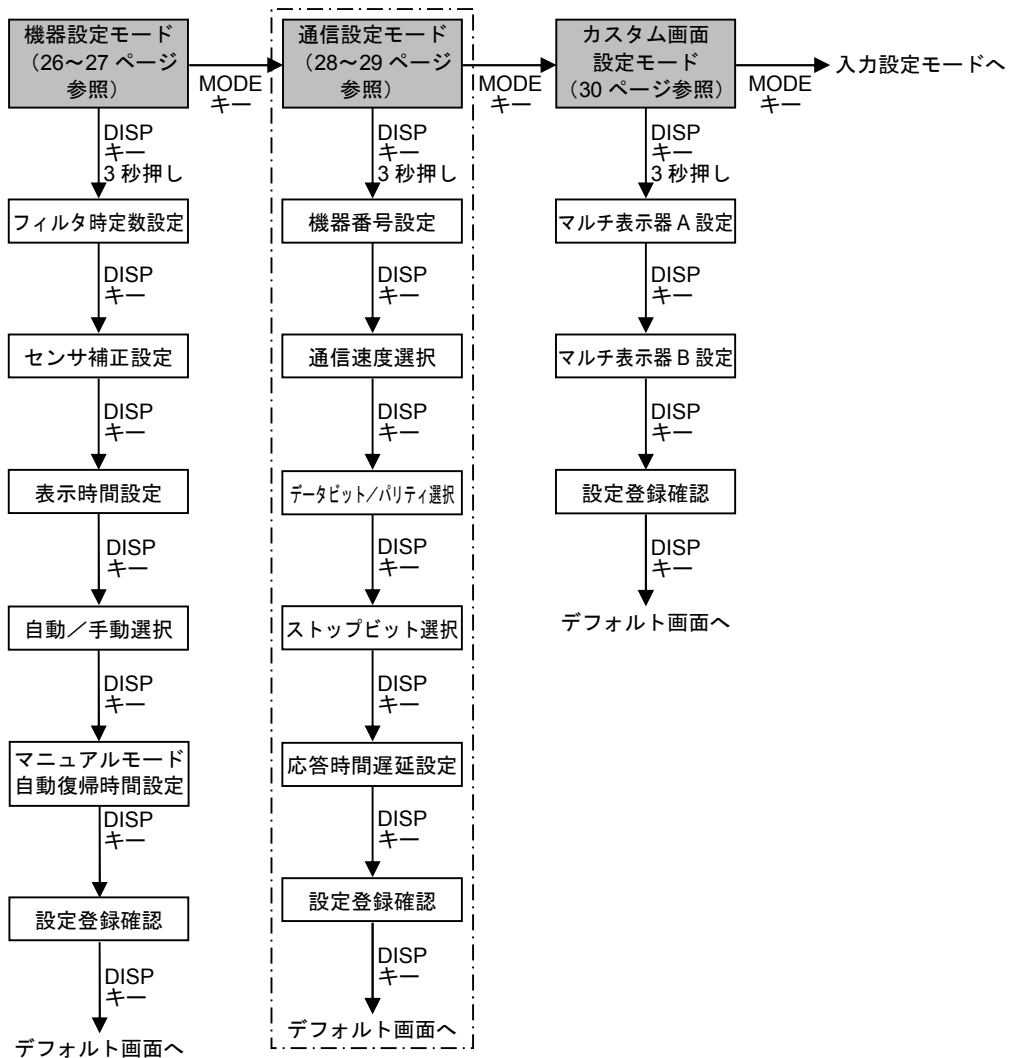 機器設定モード
（26～27 ページ
参照）
MODE
キー
通信設定モード
（28～29 ページ
参照）
MODE
キー
カスタム画面
設定モード
（30 ページ参照）
MODE
キー
入力設定モードへ
DISP
キー
3 秒押し
フィルタ時定数設定
DISP
キー
センサ補正設定
DISP
キー
表示時間設定
DISP
キー
自動／手動選択
DISP
キー
マニュアルモード
自動復帰時間設定
DISP
キー
設定登録確認
DISP
キー
デフォルト画面へ
DISP
キー
3 秒押し
機器番号設定
DISP
キー
通信速度選択
DISP
キー
データビット／パリティ選択
DISP
キー
ストップビット選択
DISP
キー
応答時間遅延設定
DISP
キー
設定登録確認
DISP
キー
デフォルト画面へ
DISP
キー
3 秒押し
マルチ表示器 A 設定
DISP
キー
マルチ表示器 B 設定
DISP
キー
設定登録確認
DISP
キー
デフォルト画面へ